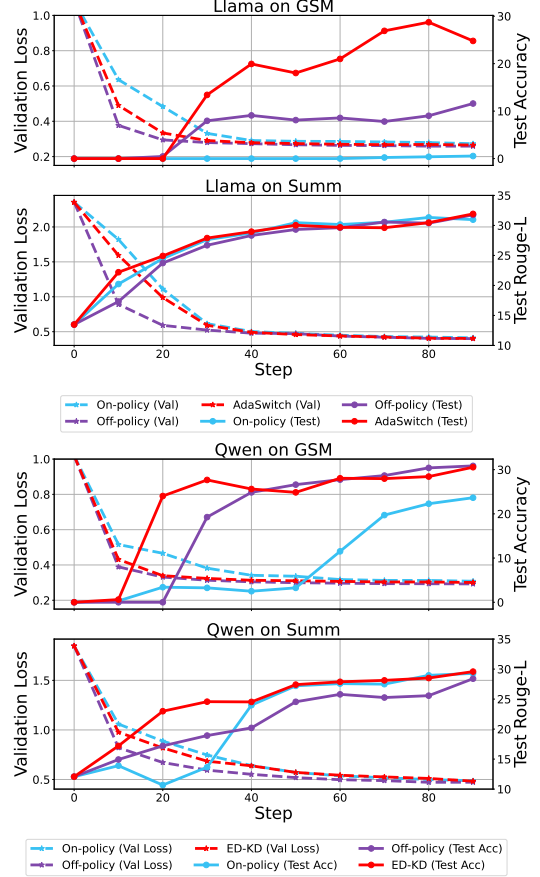 Llama on GSM
Validation Loss
1.0
0.8
0.6
0.4
0.2
30
20
10
0
Test Accuracy
Llama on Summ
Validation Loss
2.0
1.5
1.0
0.5
35
30
25
20
15
10
Test Rouge-L
0 20 40 60 80
Step
On-policy (Val) AdaSwitch (Val) Off-policy (Test)
Off-policy (Val) On-policy (Test) AdaSwitch (Test)
Qwen on GSM
Validation Loss
1.0
0.8
0.6
0.4
0.2
30
20
10
0
Test Accuracy
Qwen on Summ
Validation Loss
1.5
1.0
0.5
35
30
25
20
15
10
Test Rouge-L
0 20 40 60 80
Step
On-policy (Val Loss) ED-KD (Val Loss) Off-policy (Test Acc)
Off-policy (Val Loss) On-policy (Test Acc) ED-KD (Test Acc)